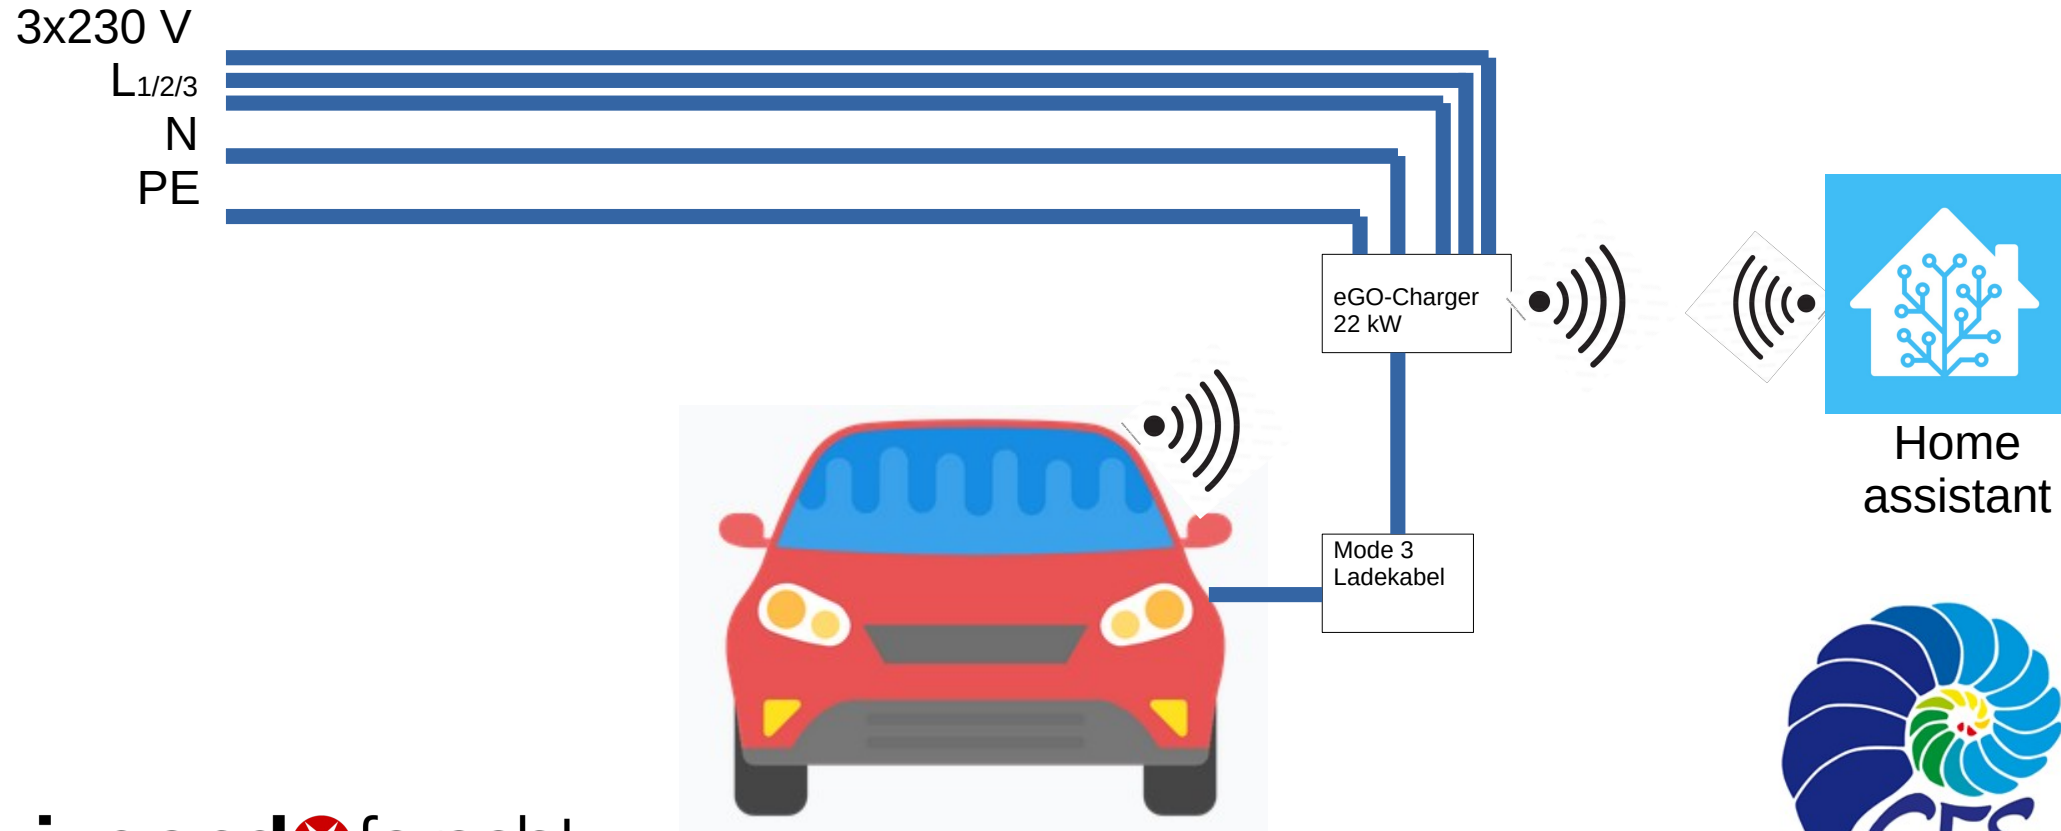 3x230 V
L1/2/3
N
PE
eGO-Charger
22 kW
Home
assistant
Mode 3
Ladekabel